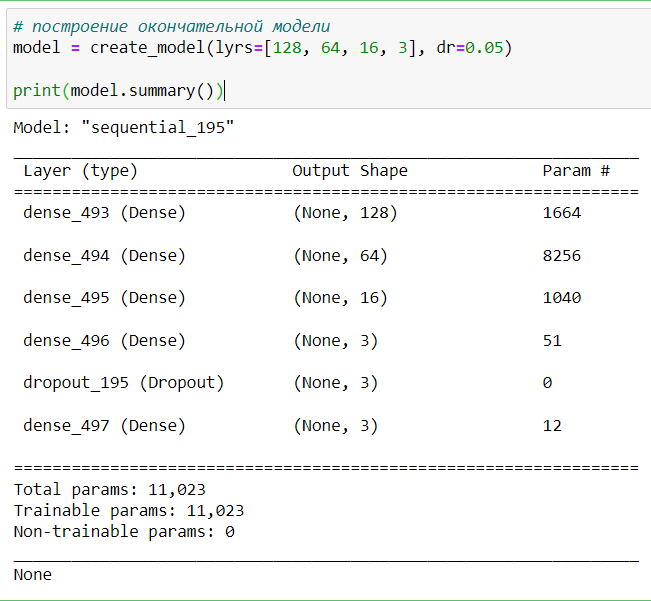 # построение окончательной модели
model = create_model(lyrs=[128, 64, 16, 3], dr=0.05)
print(model.summary())
Model: "sequential_195"
Layer (type) Output Shape Param #
=================================================================
dense_493 (Dense) (None, 128) 1664
dense_494 (Dense) (None, 64) 8256
dense_495 (Dense) (None, 16) 1040
dense_496 (Dense) (None, 3) 51
dropout_195 (Dropout) (None, 3) 0
dense_497 (Dense) (None, 3) 12
=================================================================
Total params: 11,023
Trainable params: 11,023
Non-trainable params: 0
_________________________________________________________________
None